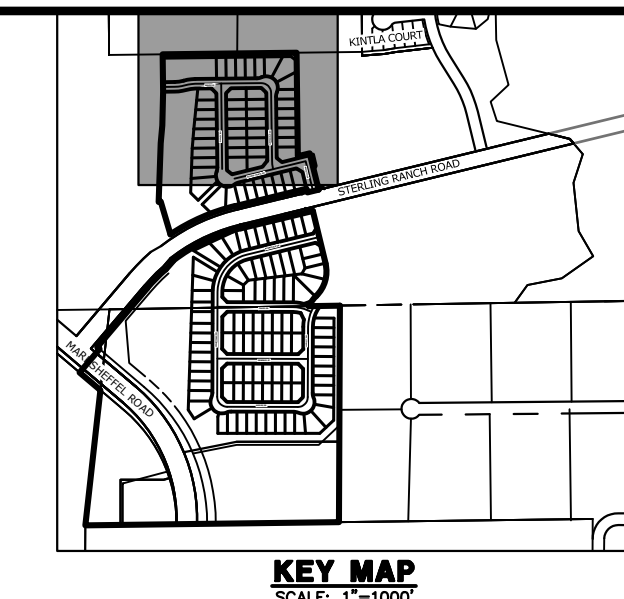 KINTLA COURT
STERLING RANCH ROAD
MARKSHEFFEL ROAD
KEY MAP
SCALE: 1"=1000'